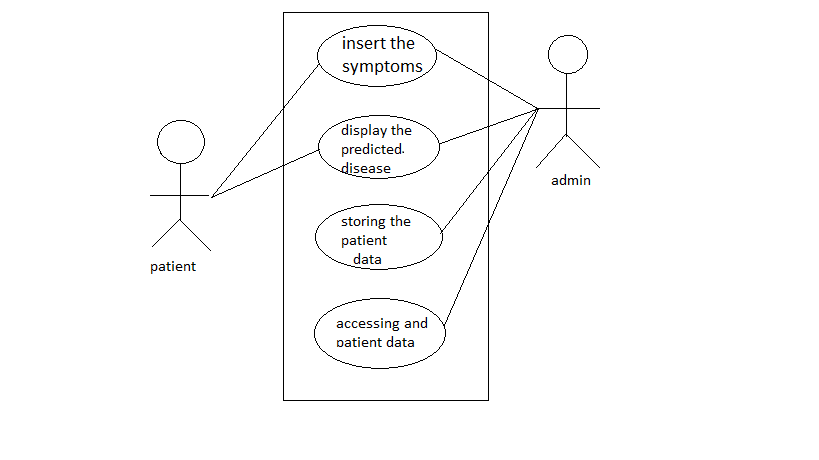 insert the
symptoms
display the
predicted.
disease
storing the
patient
data
accessing and
patient data
patient
admin